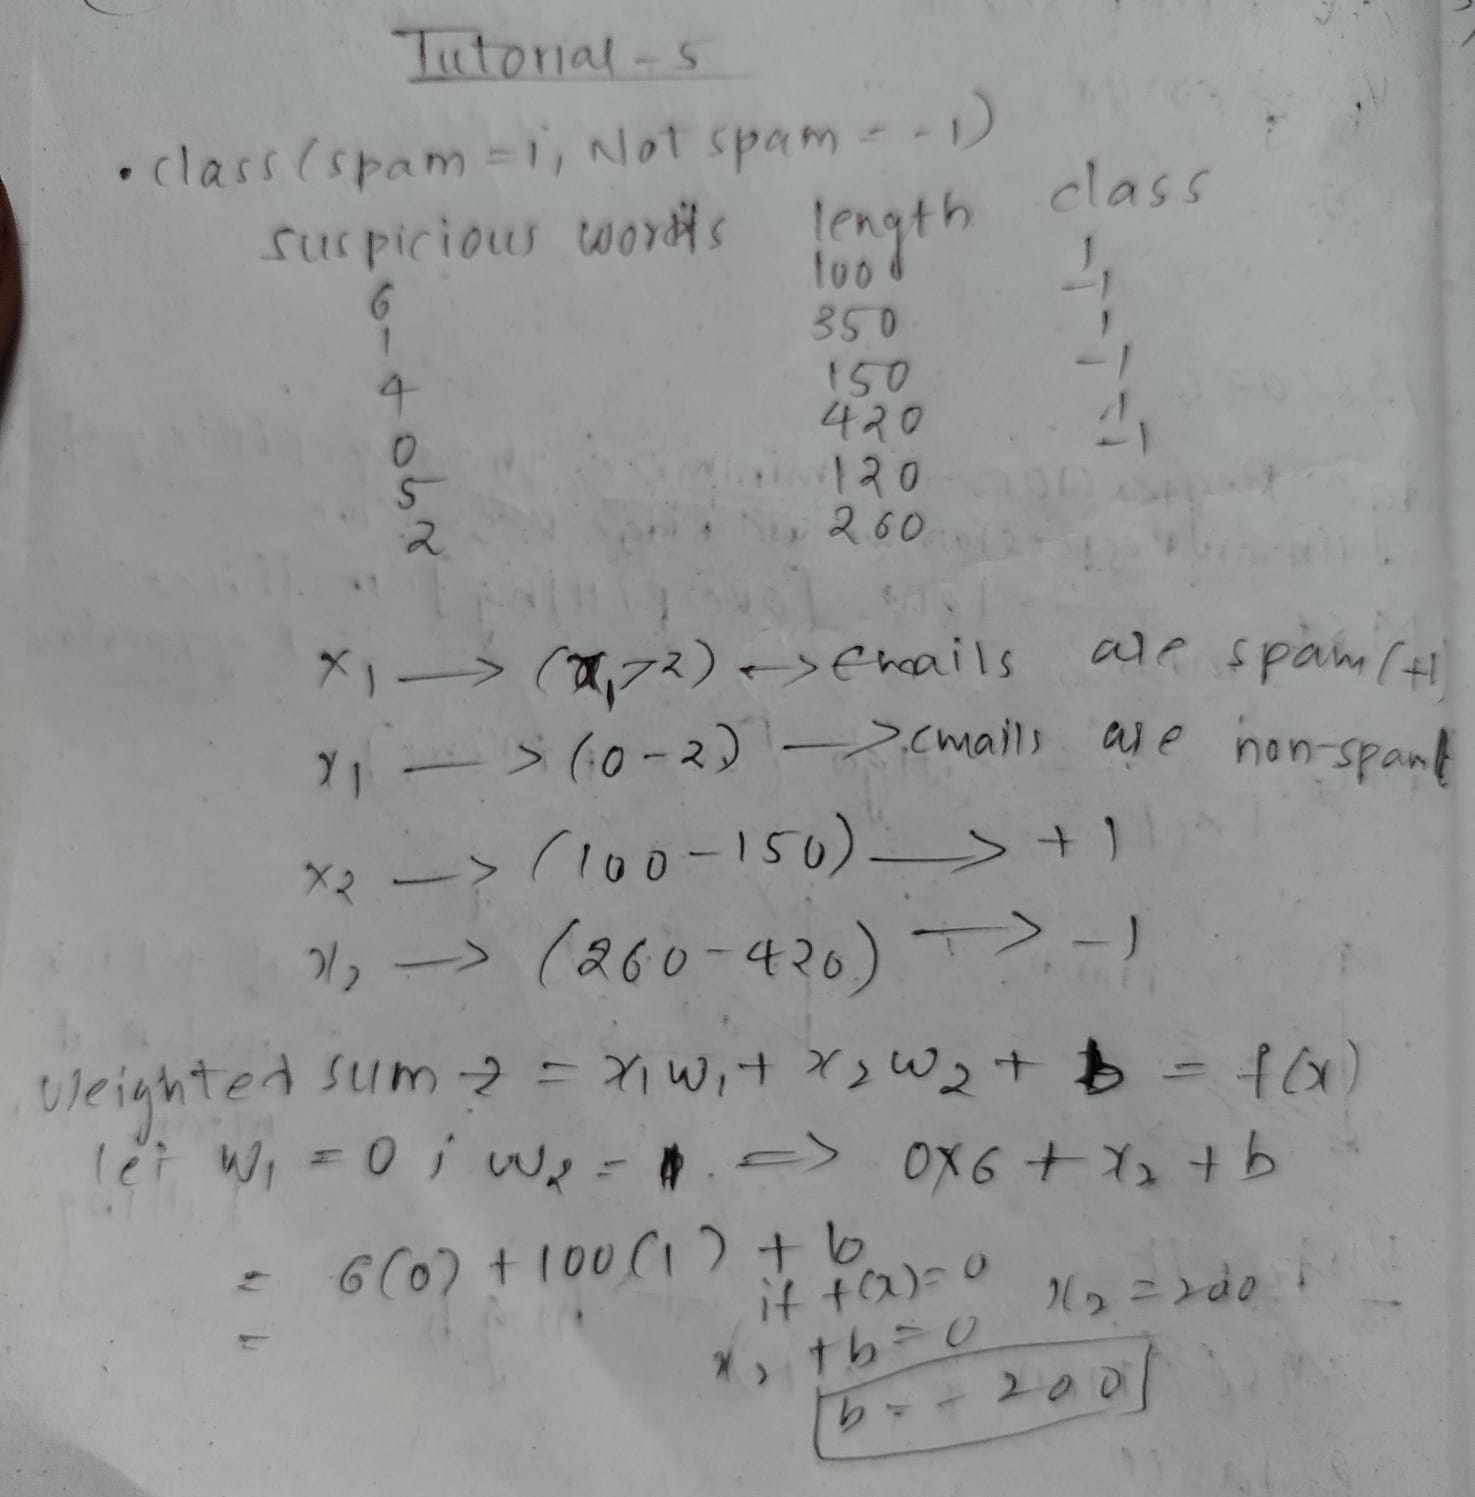 Tutorial - 5
• class (spam = 1, Not spam = -1)
suspicious words length class
6 100 1
1 350 -1
4 150 1
0 420 -1
5 120 1
2 260 -1
x₁ → (x₁>2) → Emails are spam (+1
x₁ → (0-2) → emails are non-spam
x₂ → (100-150) → +1
x₂ → (260-420) → -1
Weighted sum z = x₁w₁ + x₂w₂ + b = f(x)
let w₁ = 0 ; w₂ = 1. => 0x6 + x₂ + b
= 6(0) + 100(1) + b
= if f(x)=0 x₂ = 200
x₂ + b = 0
b = - 200